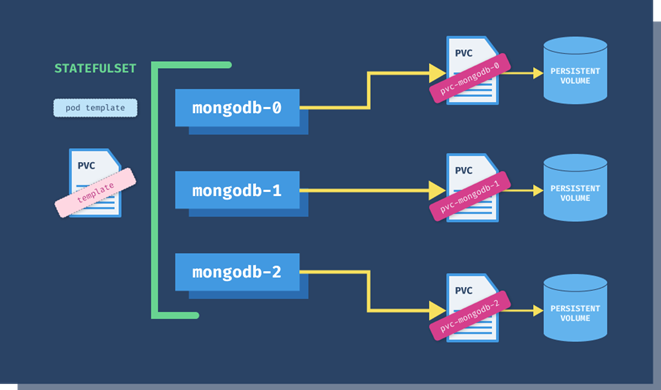 STATEFULSET
pod template
PVC
template
mongodb-0
mongodb-1
mongodb-2
PVC
pvc-mongodb-0
PERSISTENT
VOLUME
PVC
pvc-mongodb-1
PERSISTENT
VOLUME
PVC
pvc-mongodb-2
PERSISTENT
VOLUME